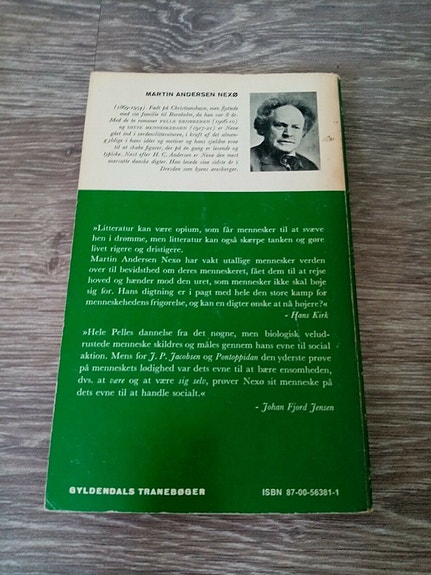 MARTIN ANDERSEN NEXØ
(1869-1954) Født på Christianshavn, men flyttede
med sin familie til Bornholm, da han var 8 år.
Med de to romaner PELLE EROBREREN (1906-10)
og DITTE MENNESKEBARN (1917-21) er Nexø
gået ind i verdenslitteraturen, i kraft af det almen-
gyldige i hans idéer og motiver og hans sjældne evne
til at skabe figurer, der på én gang er levende og
typiske. Næst efter H. C. Andersen er Nexø den mest
oversatte danske digter. Han levede sine sidste år i
Dresden som byens æresborger.
»Litteratur kan være opium, som får mennesker til at svæve
hen i drømme, men litteratur kan også skærpe tanken og gøre
livet rigere og dristigere.
Martin Andersen Nexø har vakt utallige mennesker verden
over til bevidsthed om deres menneskeret, fået dem til at rejse
hoved og hænder mod den uret, som mennesker ikke skal bøje
sig for. Hans digtning er i pagt med hele den store kamp for
menneskehedens frigørelse, og kan en digter ønske at nå højere?«
- Hans Kirk
»Hele Pelles dannelse fra det nøgne, men biologisk velud-
rustede menneske skildres og måles gennem hans evne til social
aktion. Mens for J. P. Jacobsen og Pontoppidan den yderste prøve
på menneskets lødighed var dets evne til at bære ensomheden,
dvs. at være og at være sig selv, prøver Nexø sit menneske på
dets evne til at handle socialt.«
- Johan Fjord Jensen
GYLDENDALS TRANEBØGER
ISBN 87-00-56381-1